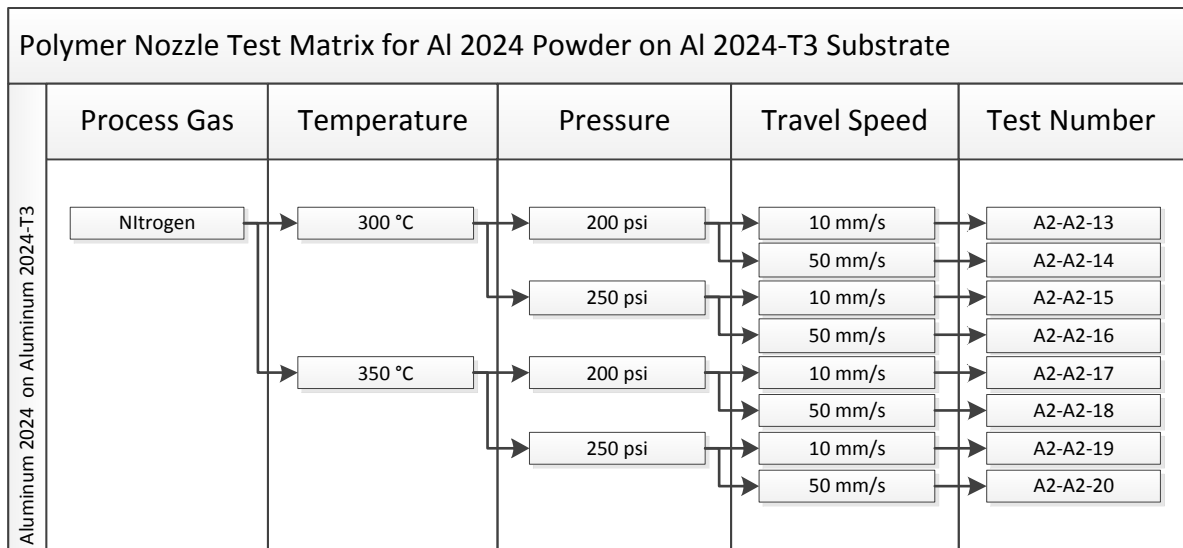 Polymer Nozzle Test Matrix for Al 2024 Powder on Al 2024-T3 Substrate
Process Gas Temperature Pressure Travel Speed Test Number
Aluminum 2024 on Aluminum 2024-T3
NItrogen 300 °C 200 psi 10 mm/s A2-A2-13
50 mm/s A2-A2-14
250 psi 10 mm/s A2-A2-15
50 mm/s A2-A2-16
350 °C 200 psi 10 mm/s A2-A2-17
50 mm/s A2-A2-18
250 psi 10 mm/s A2-A2-19
50 mm/s A2-A2-20